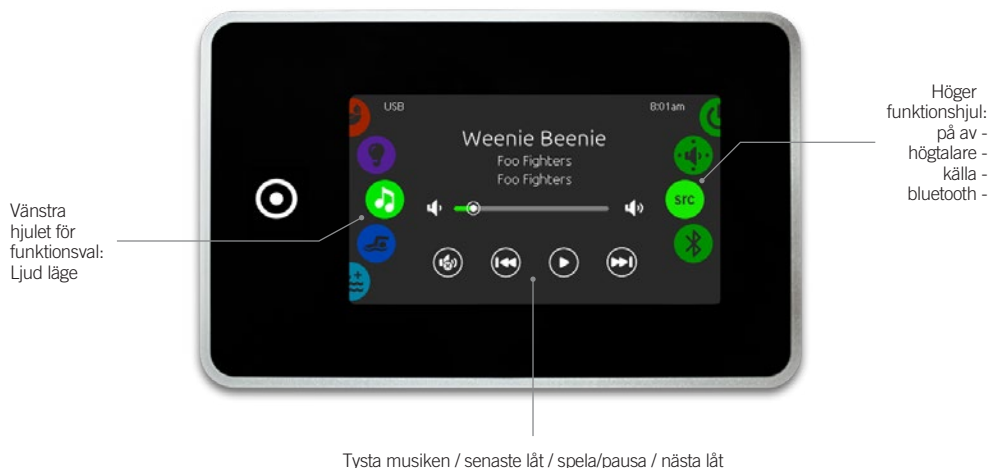 USB
8:01am
Weenie Beenie
Foo Fighters
Foo Fighters
src
Vänstra
hjulet för
funktionsval:
Ljud läge
Höger
funktionshjul:
på av -
högtalare -
källa -
bluetooth -
Tysta musiken / senaste låt / spela/pausa / nästa låt